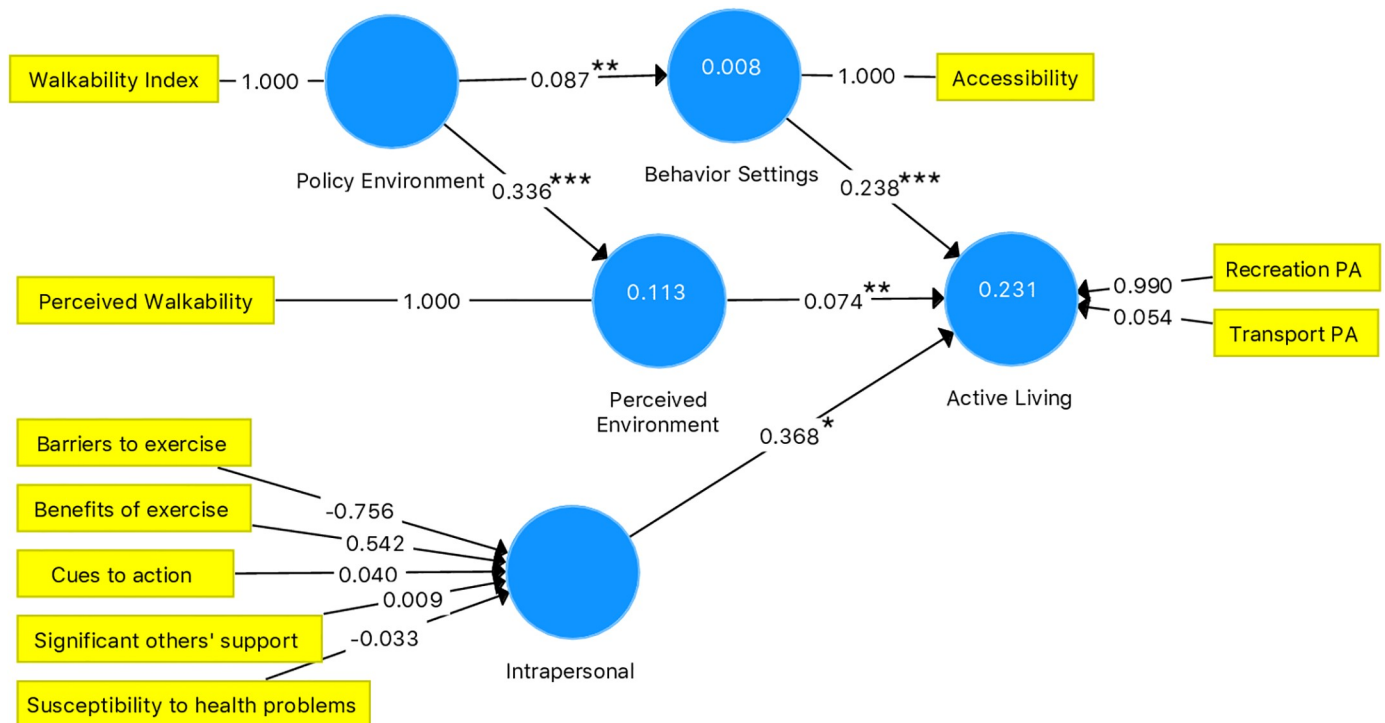 Walkability Index
1.000
0.087**
0.008
1.000
Accessibility
Policy Environment
Behavior Settings
0.336***
0.238***
Perceived Walkability
1.000
0.113
0.074**
0.231
0.990
Recreation PA
0.054
Transport PA
Perceived
Environment
Active Living
0.368*
Barriers to exercise
-0.756
Benefits of exercise
0.542
Cues to action
0.040
0.009
Significant others' support
-0.033
Intrapersonal
Susceptibility to health problems